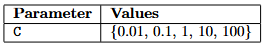 Parameter Values
C {0.01, 0.1, 1, 10, 100}